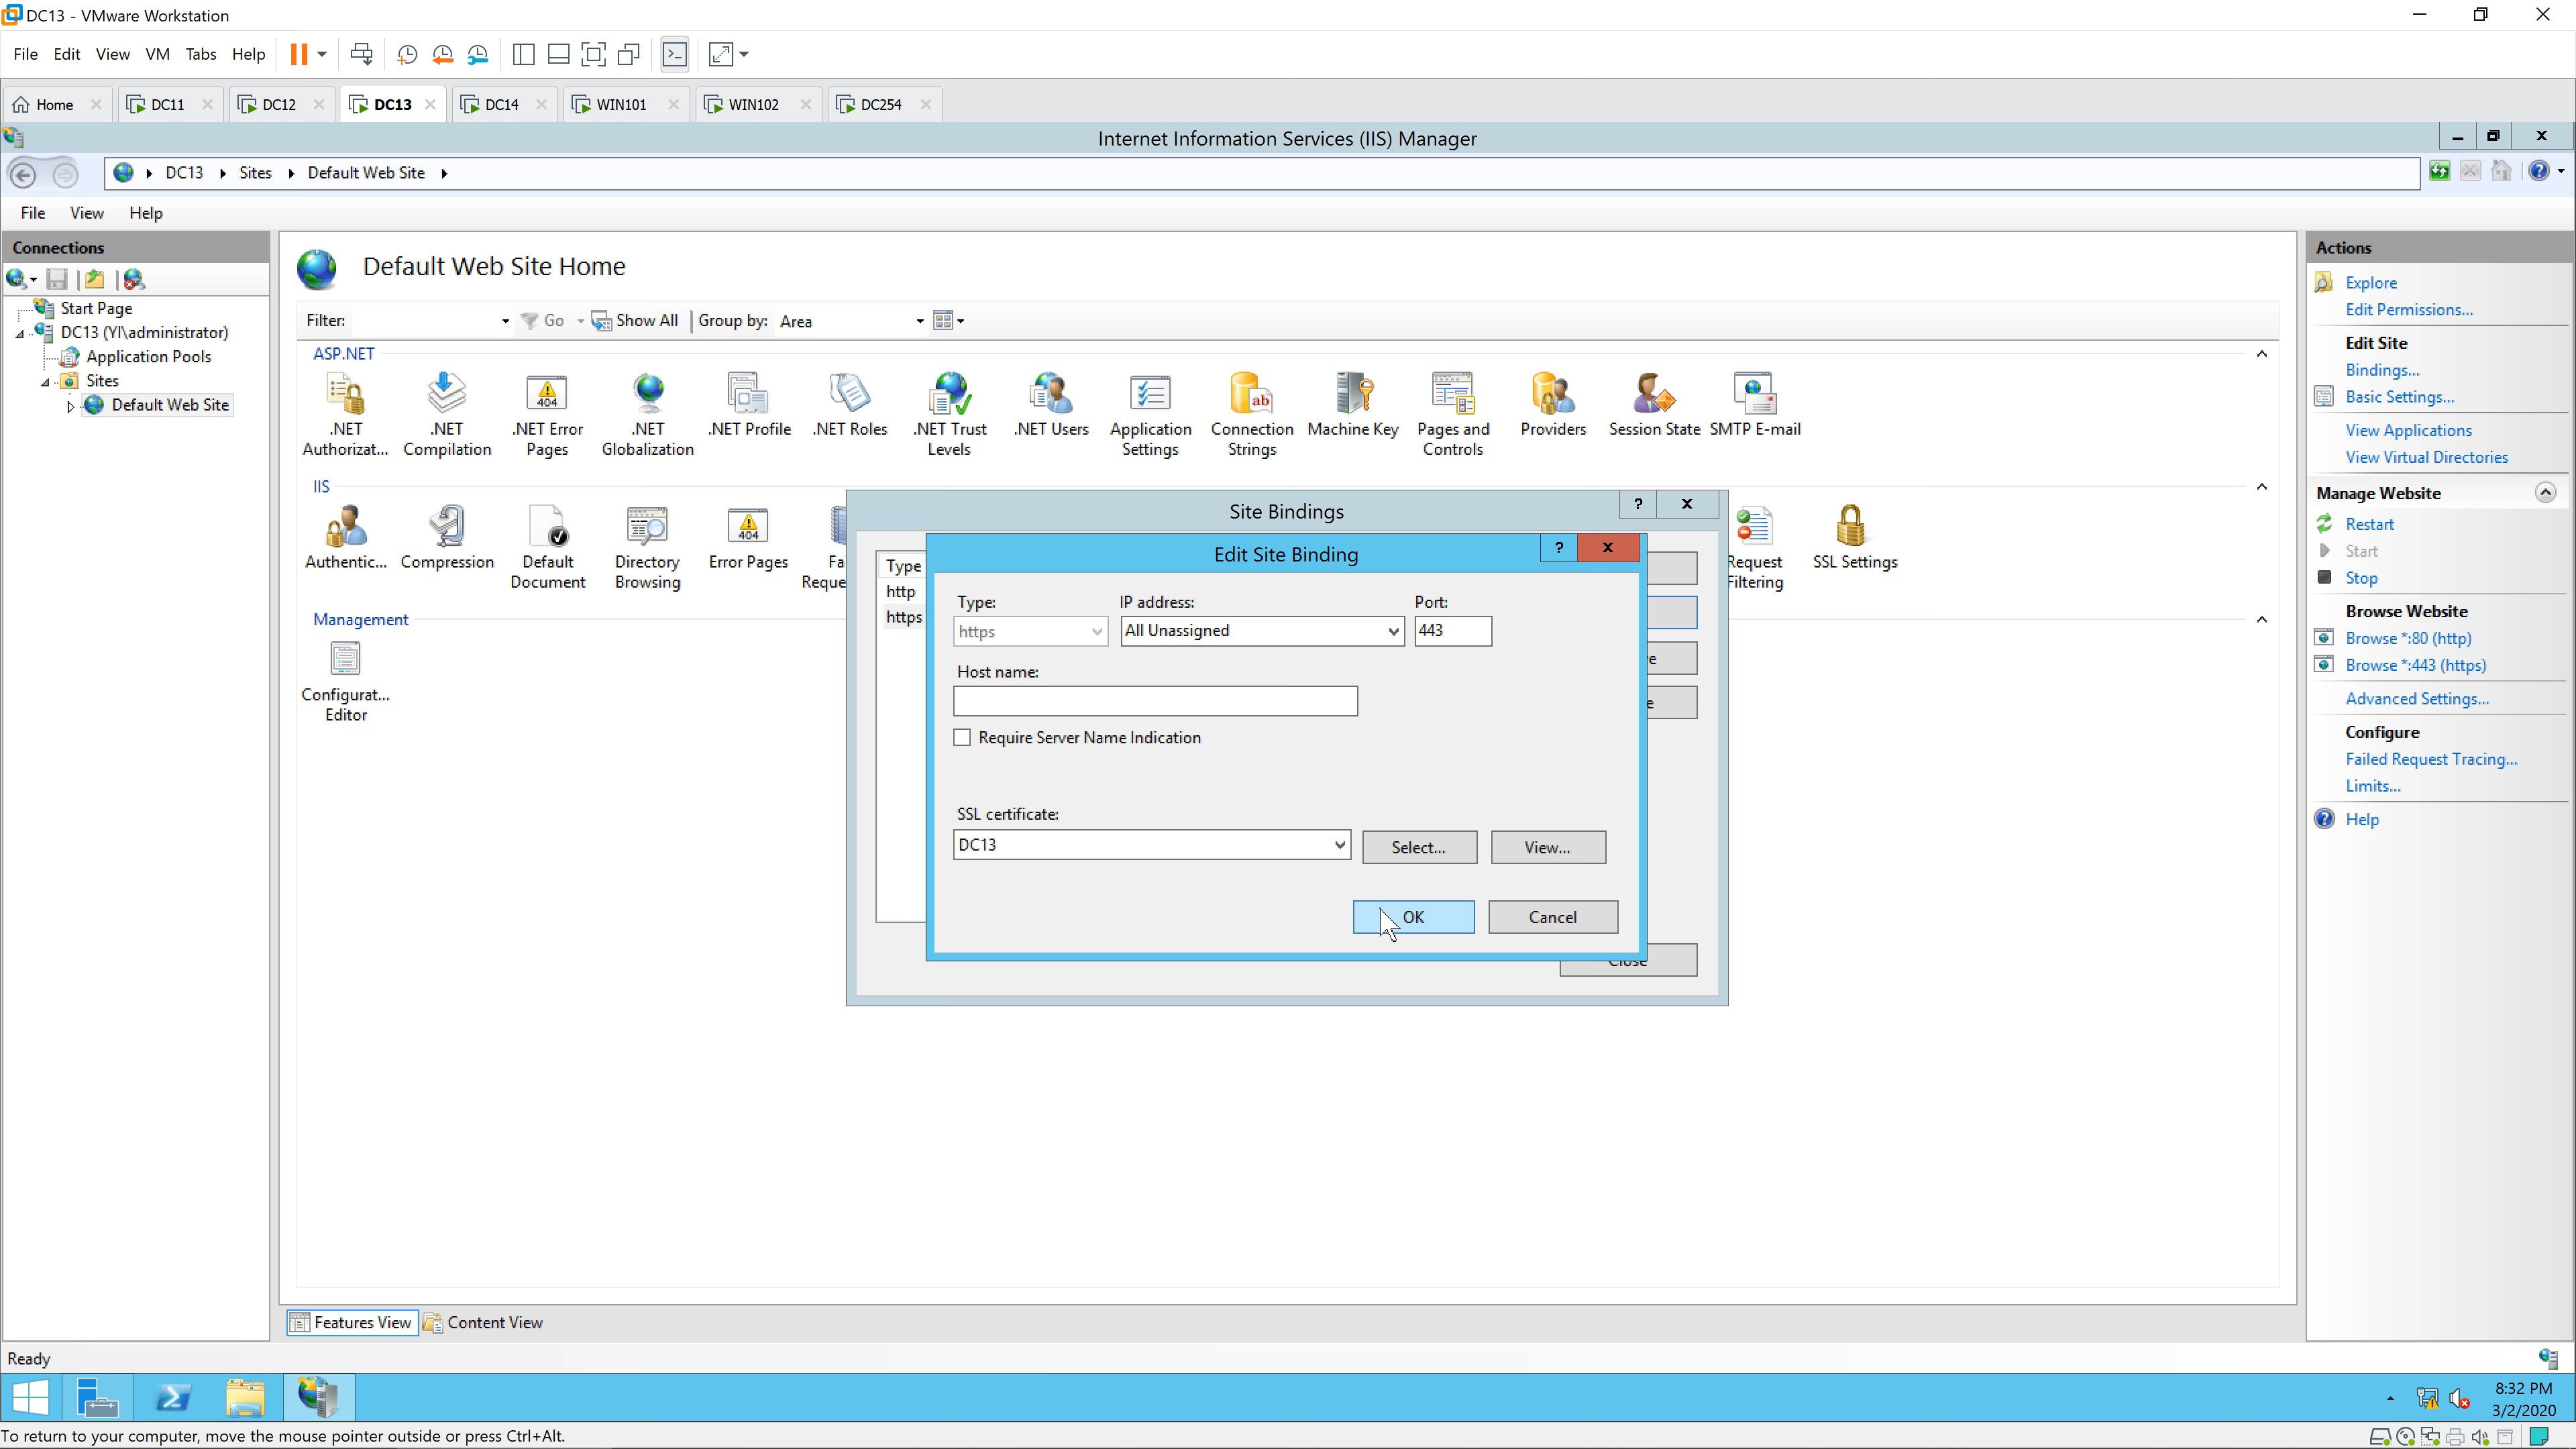 DC13 - VMware Workstation
File Edit View VM Tabs Help
Home DC11 DC12 DC13 DC14 WIN101 WIN102 DC254
Internet Information Services (IIS) Manager
DC13 Sites Default Web Site
File View Help
Connections
Start Page
DC13 (YI\administrator)
Application Pools
Sites
Default Web Site
Default Web Site Home
Filter: Go Show All Group by: Area
ASP.NET
.NET Authorizat...
.NET Compilation
.NET Error Pages
.NET Globalization
.NET Profile
.NET Roles
.NET Trust Levels
.NET Users
Application Settings
Connection Strings
Machine Key
Pages and Controls
Providers
Session State
SMTP E-mail
IIS
Authentic...
Compression
Default Document
Directory Browsing
Error Pages
Fa
Reque
Request Filtering
SSL Settings
Management
Configurat... Editor
Site Bindings
Type
http
https
e
e
Close
Edit Site Binding
Type: IP address: Port:
https All Unassigned 443
Host name:
Require Server Name Indication
SSL certificate:
DC13 Select... View...
OK Cancel
Actions
Explore
Edit Permissions...
Edit Site
Bindings...
Basic Settings...
View Applications
View Virtual Directories
Manage Website
Restart
Start
Stop
Browse Website
Browse *:80 (http)
Browse *:443 (https)
Advanced Settings...
Configure
Failed Request Tracing...
Limits...
Help
Features View Content View
Ready
8:32 PM
3/2/2020
To return to your computer, move the mouse pointer outside or press Ctrl+Alt.